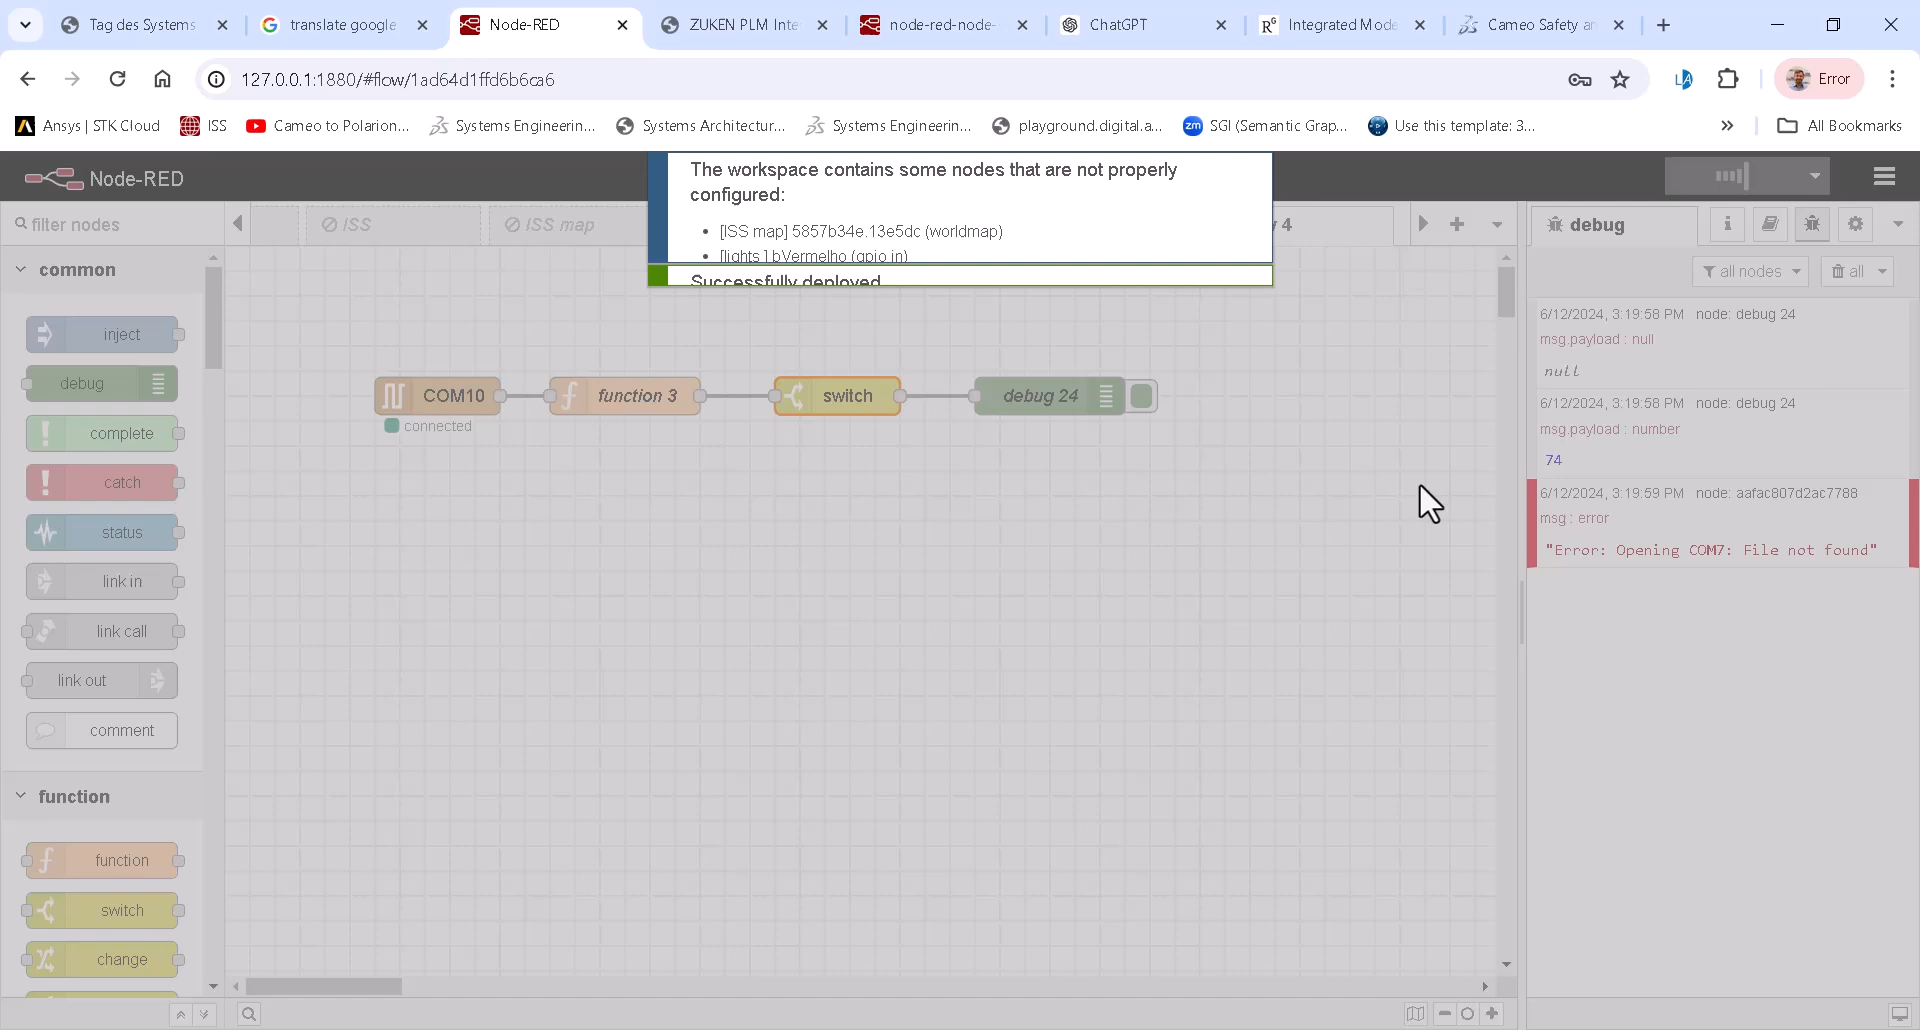 Tag des Systems
translate google
Node-RED
ZUKEN PLM Inte
node-red-node-
ChatGPT
Integrated Mode
Cameo Safety an
127.0.0.1:1880/#flow/1ad64d1ffd6b6ca6
Error
Ansys | STK Cloud
ISS
Cameo to Polarion...
Systems Engineerin...
Systems Architectur...
Systems Engineerin...
playground.digital.a...
SGI (Semantic Grap...
Use this template: 3...
All Bookmarks
Node-RED
The workspace contains some nodes that are not properly
configured:
[ISS map] 5857b34e.13e5dc (worldmap)
[lights ] bVermelho (gpio in)
Successfully deployed
filter nodes
ISS
ISS map
4
debug
all nodes
all
common
inject
debug
complete
catch
status
link in
link call
link out
comment
function
function
switch
change
COM10
function 3
switch
debug 24
connected
6/12/2024, 3:19:58 PM node: debug 24
msg.payload : null
null
6/12/2024, 3:19:58 PM node: debug 24
msg.payload : number
74
6/12/2024, 3:19:59 PM node: aafac807d2ac7788
msg : error
"Error: Opening COM7: File not found"